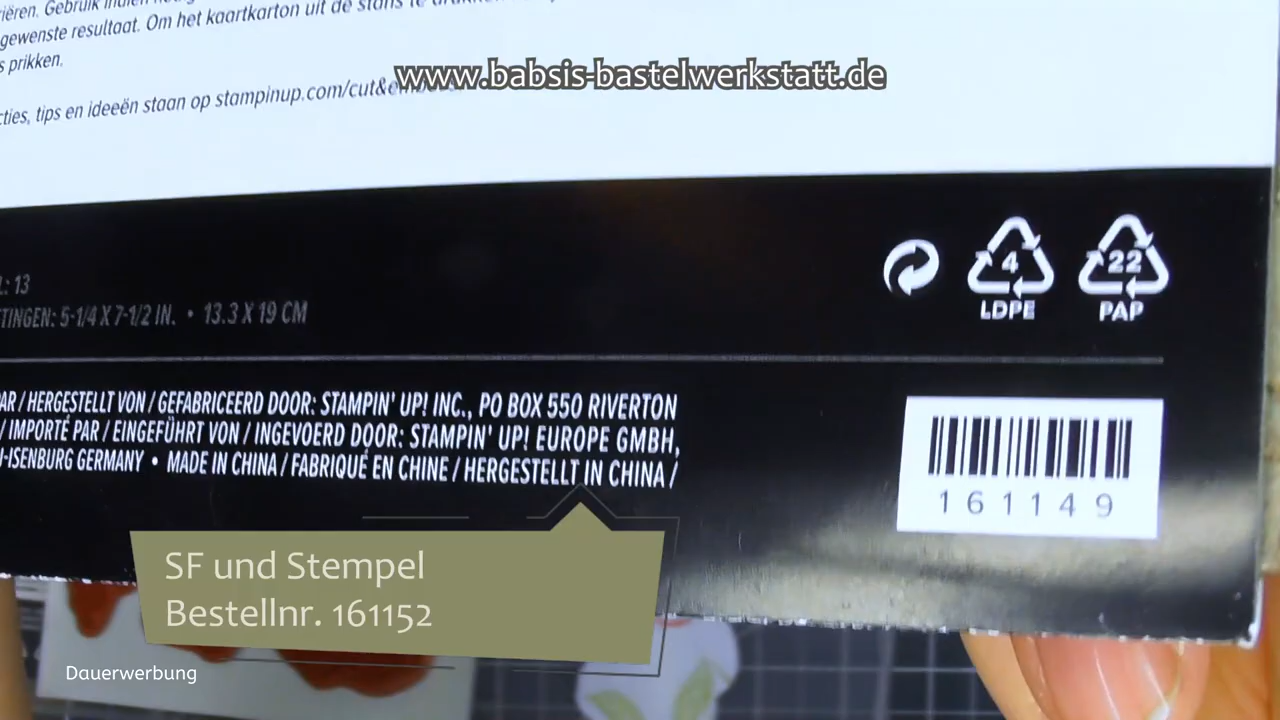 Gebruik
gewenste resultaat. Om het kaartkarton uit de stans te
prikken.
www.babsis-bastelwerkstatt.de
tips en ideeën staan op stampinup.com/cut&emboss
13
5-1/4 X 7-1/2 IN. • 13.3 X 19 CM
4
LDPE
22
PAP
/ HERGESTELLT VON / GEFABRICEERD DOOR: STAMPIN' UP! INC., PO BOX 550 RIVERTON
/ IMPORTÉ PAR / EINGEFÜHRT VON / INGEVOERD DOOR: STAMPIN' UP! EUROPE GMBH,
-ISENBURG GERMANY • MADE IN CHINA / FABRIQUÉ EN CHINE / HERGESTELLT IN CHINA /
161149
SF und Stempel
Bestellnr. 161152
Dauerwerbung